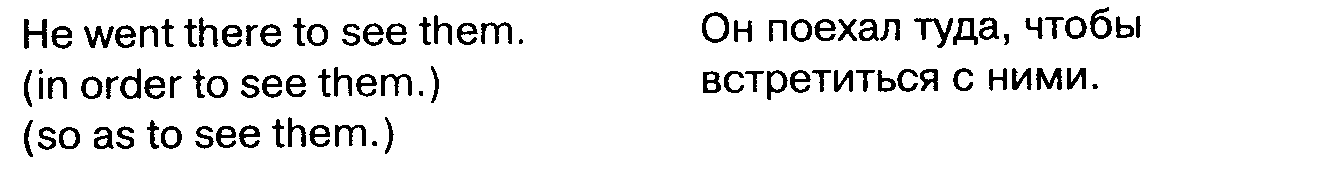 He went there to see them.
(in order to see them.)
(so as to see them.)
Он поехал туда, чтобы
встретиться с ними.